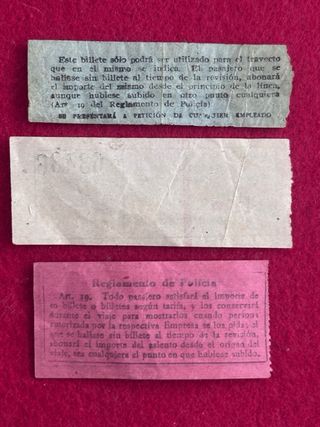 Este billete sólo podrá ser utilizado para el trayecto
que en el mismo se indica. El pasajero que se
hallase sin billete al tiempo de la revisión, abonará
el importe del mismo desde el principio de la línea,
aunque hubiese subido en otro punto cualquiera
(Art. 19 del Reglamento de Policía)
SE PRESENTARÁ A PETICIÓN DE CUALQUIER EMPLEADO
Reglamento de Policía
Art. 19. Todo pasajero satisfará el importe de
su billete o billetes según tarifa, y los conservará
durante el viaje para mostrarlos cuando persona
autorizada por la respectiva Empresa se los pida; el
que se hallase sin billete al tiempo de la revisión,
abonará el importe del asiento desde el origen del
viaje, sea cualquiera el punto en que hubiese subido.